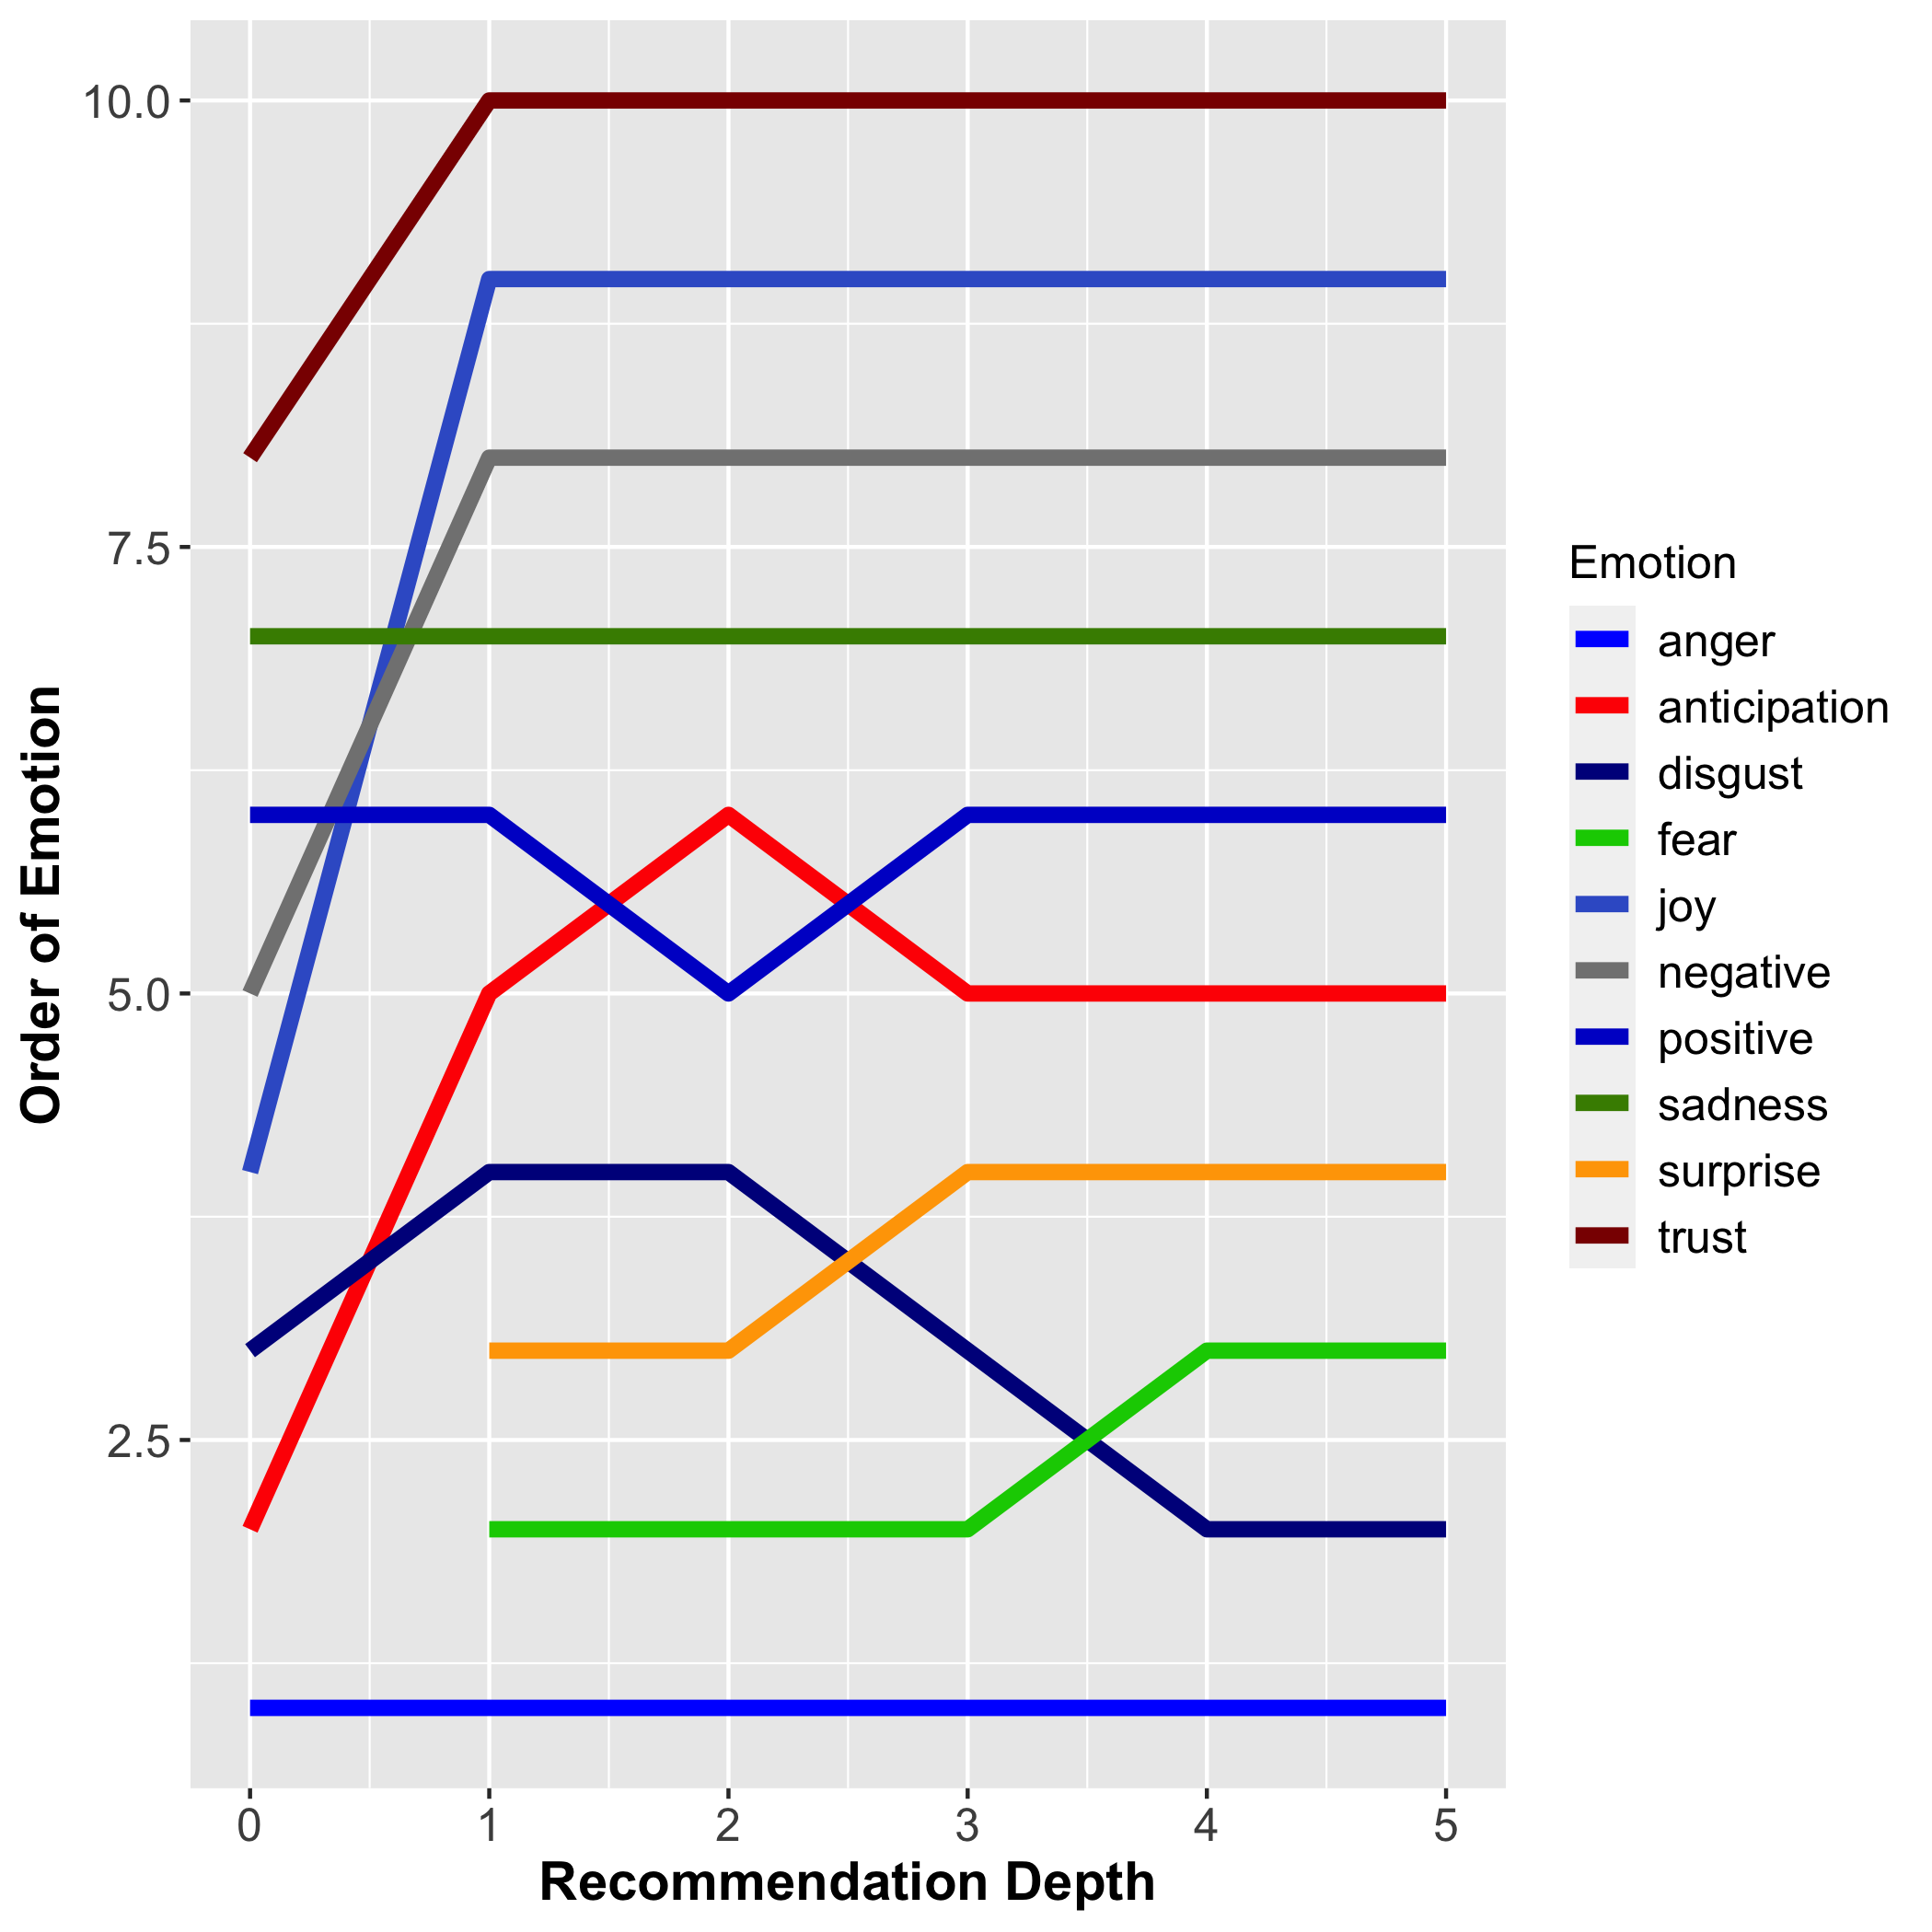 10.0
7.5
5.0
2.5
Order of Emotion
0 1 2 3 4 5
Recommendation Depth
Emotion
anger
anticipation
disgust
fear
joy
negative
positive
sadness
surprise
trust